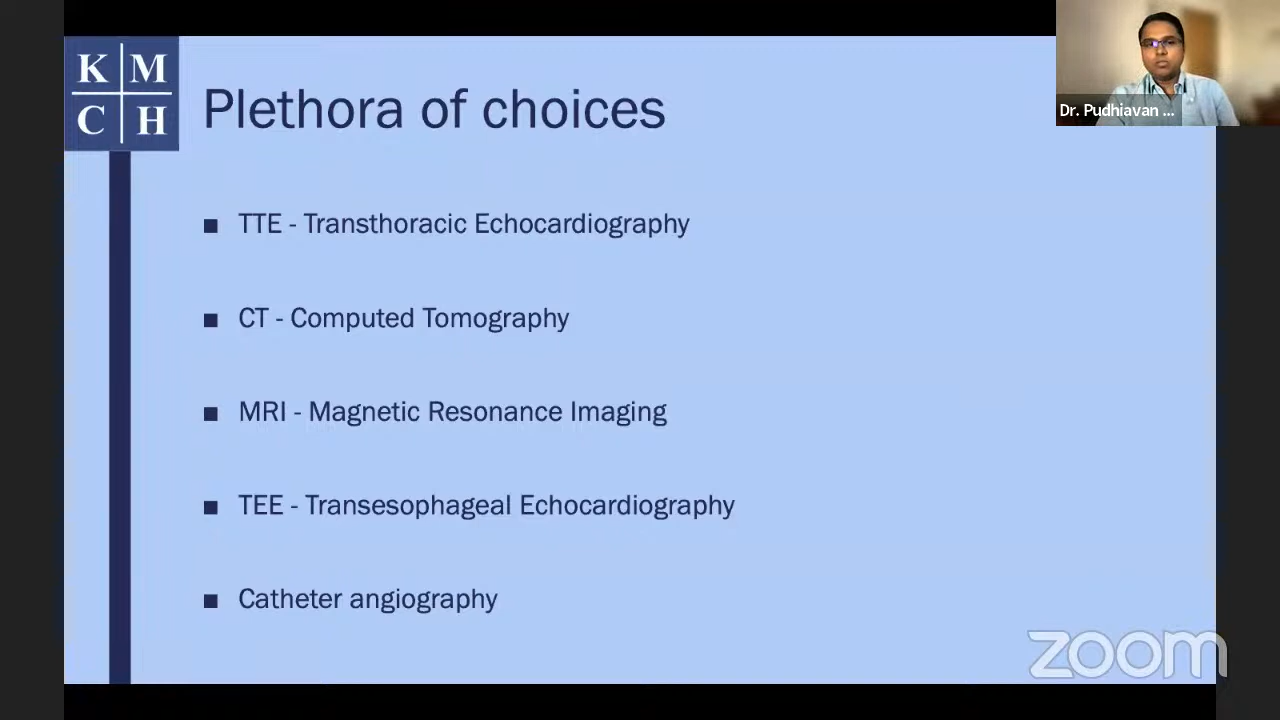 K M
C H
Plethora of choices
Dr. Pudhiavan ...
■ TTE - Transthoracic Echocardiography
■ CT - Computed Tomography
■ MRI - Magnetic Resonance Imaging
■ TEE - Transesophageal Echocardiography
■ Catheter angiography
zoom